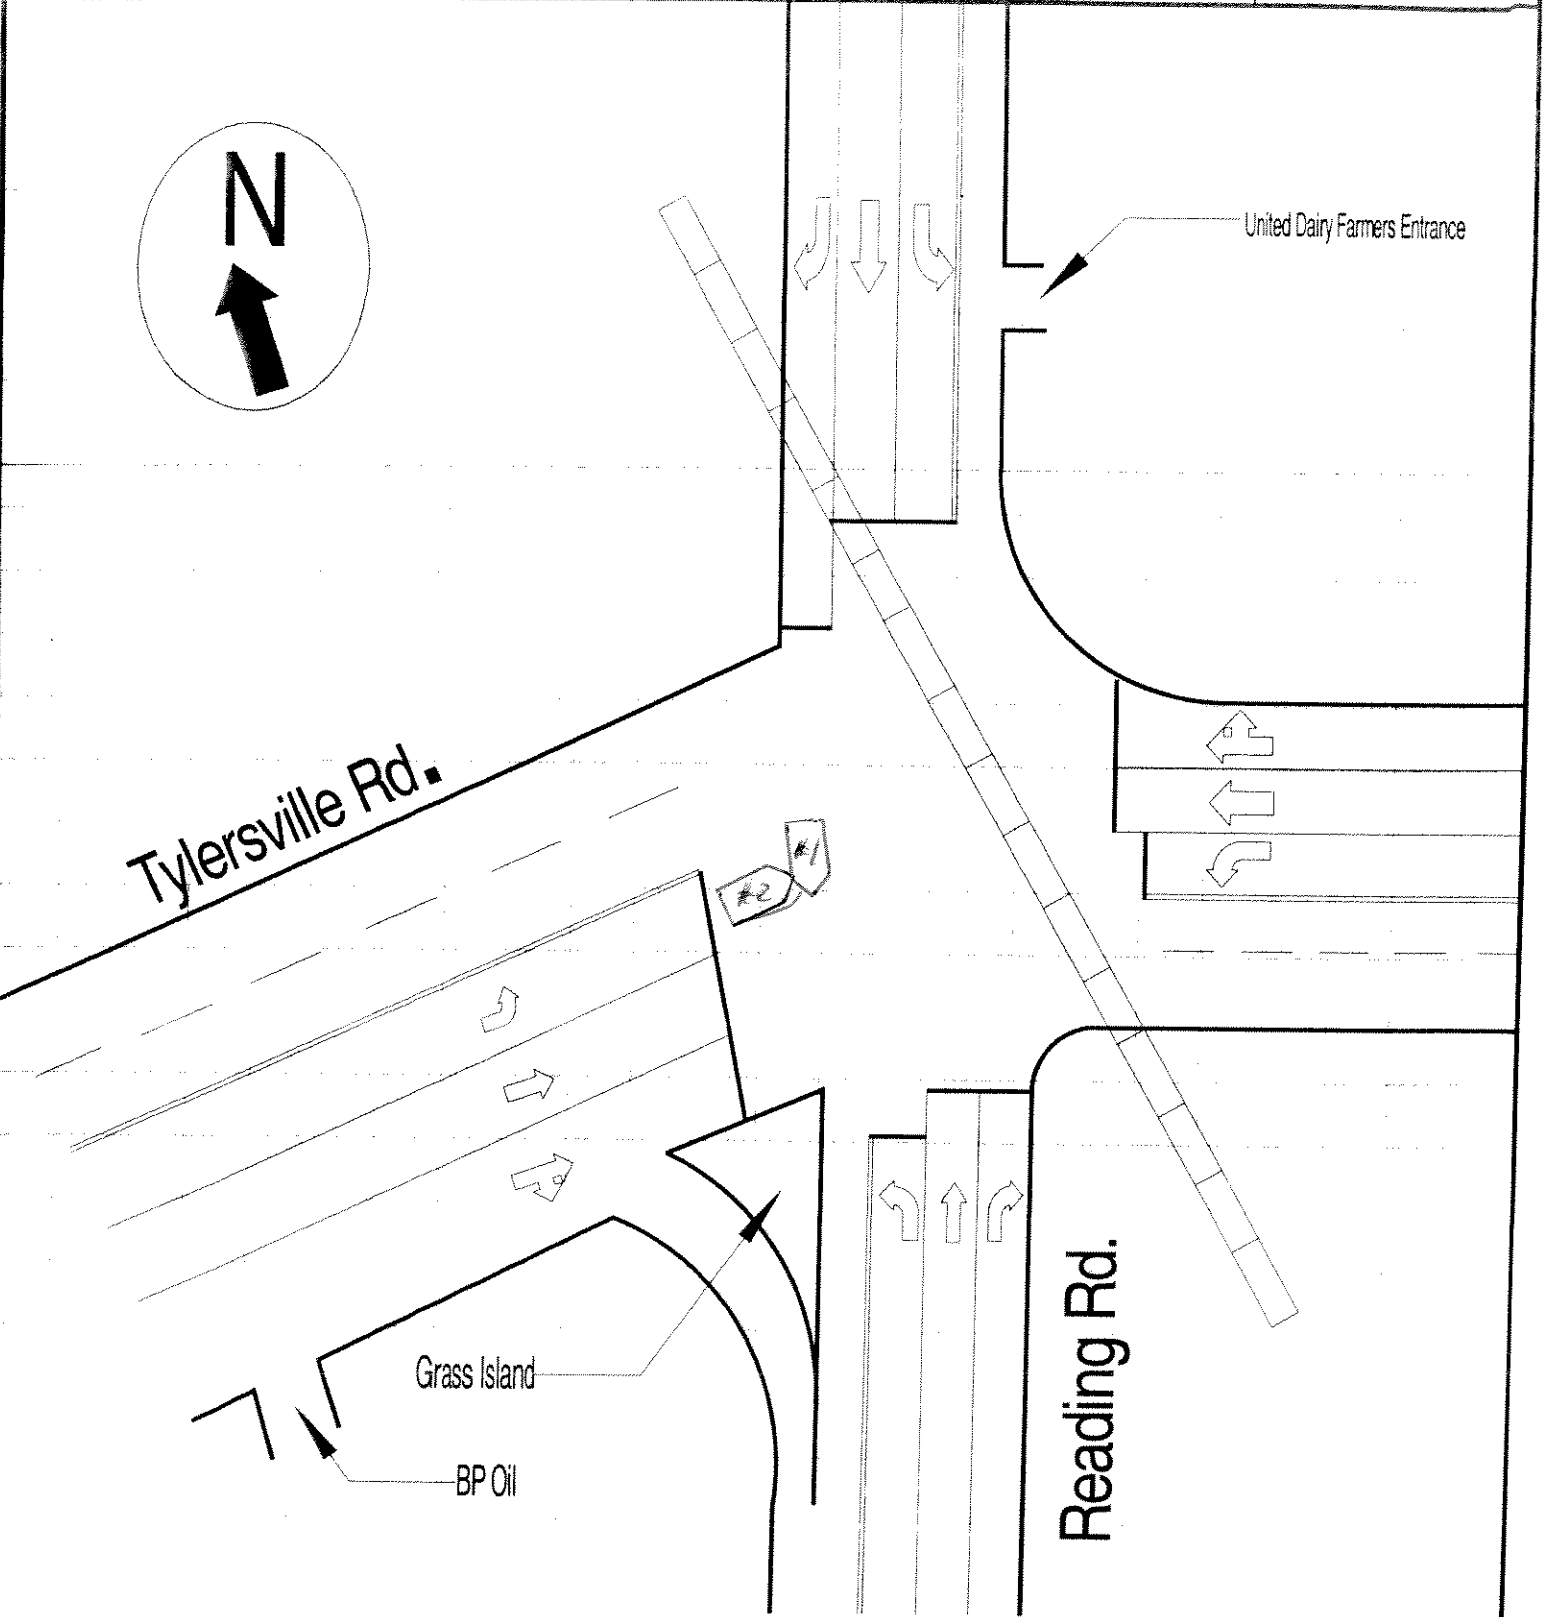 N
United Dairy Farmers Entrance
Tylersville Rd.
#1
#2
Grass Island
BP Oil
Reading Rd.